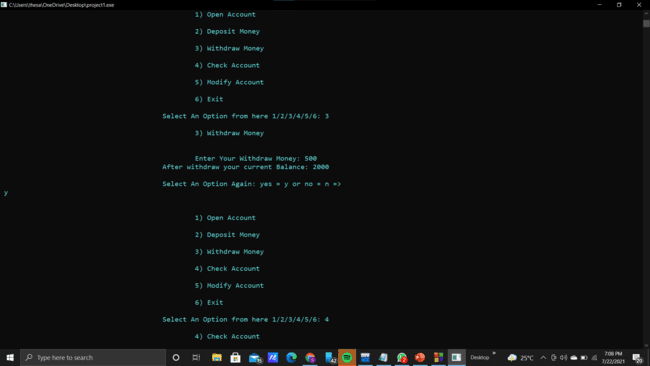 C:\Users\thesa\OneDrive\Desktop\project1.exe
1) Open Account
2) Deposit Money
3) Withdraw Money
4) Check Account
5) Modify Account
6) Exit
Select An Option from here 1/2/3/4/5/6: 3
3) Withdraw Money
Enter Your Withdraw Money: 500
After withdraw your current Balance: 2000
Select An Option Again: yes = y or no = n =>
y
1) Open Account
2) Deposit Money
3) Withdraw Money
4) Check Account
5) Modify Account
6) Exit
Select An Option from here 1/2/3/4/5/6: 4
4) Check Account
Type here to search
Desktop
25°C
7:08 PM
7/22/2021